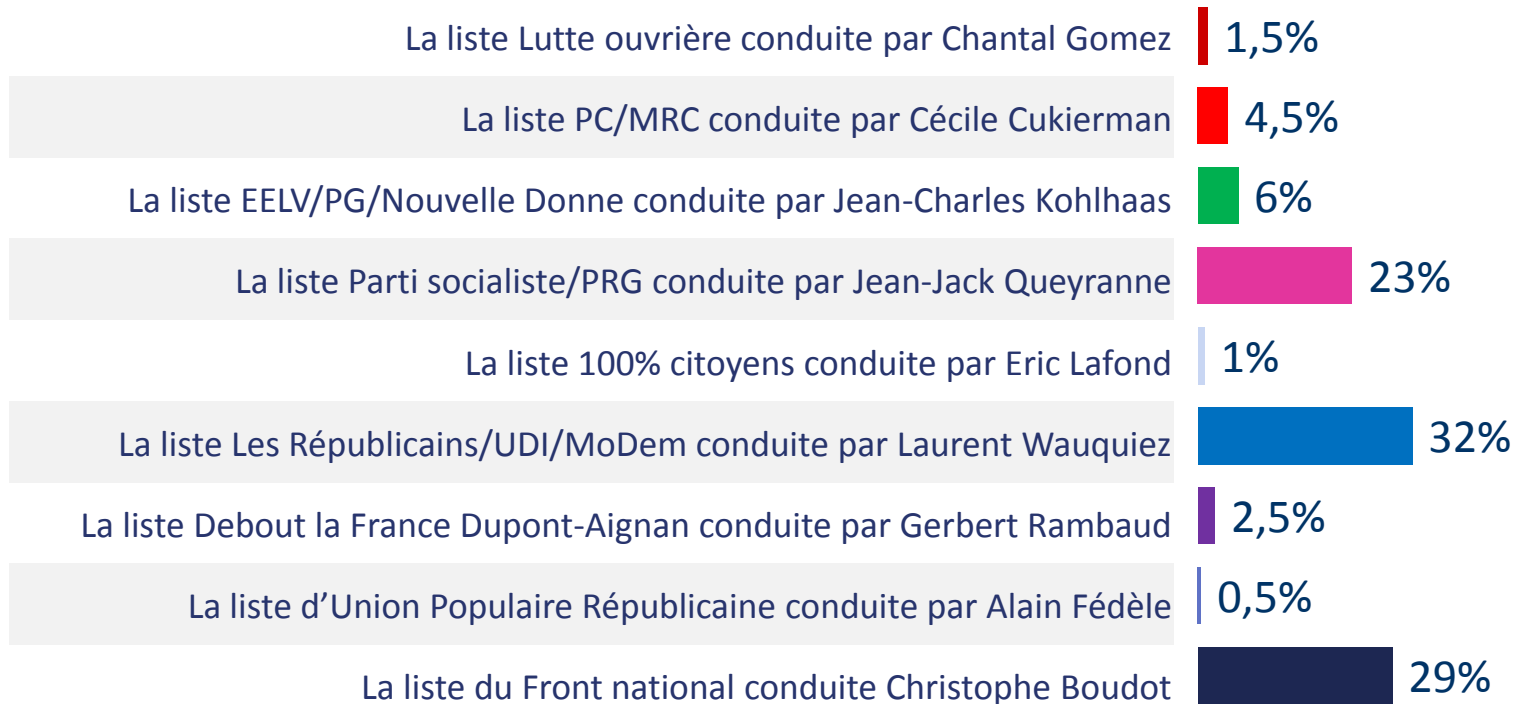 La liste Lutte ouvrière conduite par Chantal Gomez 1,5%
La liste PC/MRC conduite par Cécile Cukierman 4,5%
La liste EELV/PG/Nouvelle Donne conduite par Jean-Charles Kohlhaas 6%
La liste Parti socialiste/PRG conduite par Jean-Jack Queyranne 23%
La liste 100% citoyens conduite par Eric Lafond 1%
La liste Les Républicains/UDI/MoDem conduite par Laurent Wauquiez 32%
La liste Debout la France Dupont-Aignan conduite par Gerbert Rambaud 2,5%
La liste d’Union Populaire Républicaine conduite par Alain Fédèle 0,5%
La liste du Front national conduite Christophe Boudot 29%